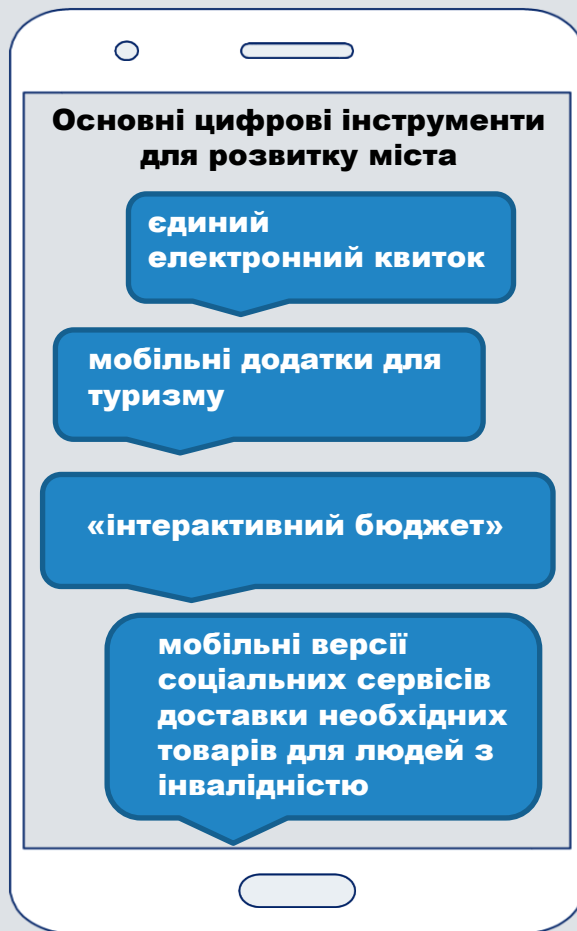 Основні цифрові інструменти
для розвитку міста
єдиний
електронний квиток
мобільні додатки для
туризму
«інтерактивний бюджет»
мобільні версії
соціальних сервісів
доставки необхідних
товарів для людей з
інвалідністю